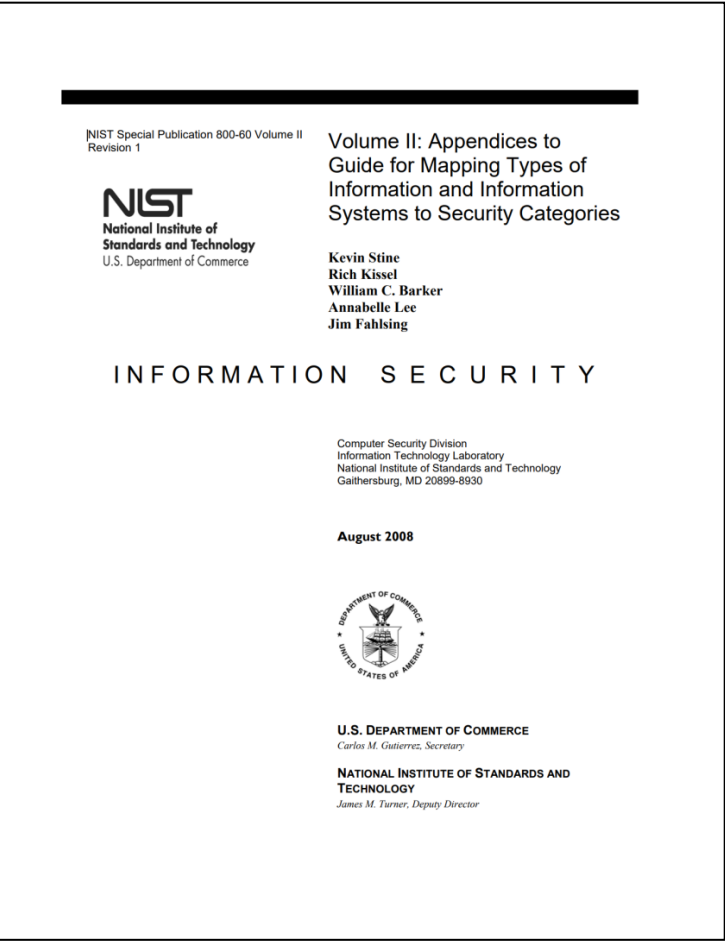 NIST Special Publication 800-60 Volume II
Revision 1
NIST
National Institute of
Standards and Technology
U.S. Department of Commerce
Volume II: Appendices to
Guide for Mapping Types of
Information and Information
Systems to Security Categories
Kevin Stine
Rich Kissel
William C. Barker
Annabelle Lee
Jim Fahlsing
INFORMATION SECURITY
Computer Security Division
Information Technology Laboratory
National Institute of Standards and Technology
Gaithersburg, MD 20899-8930
August 2008
DEPARTMENT OF COMMERCE
UNITED STATES OF AMERICA
U.S. DEPARTMENT OF COMMERCE
Carlos M. Gutierrez, Secretary
NATIONAL INSTITUTE OF STANDARDS AND
TECHNOLOGY
James M. Turner, Deputy Director